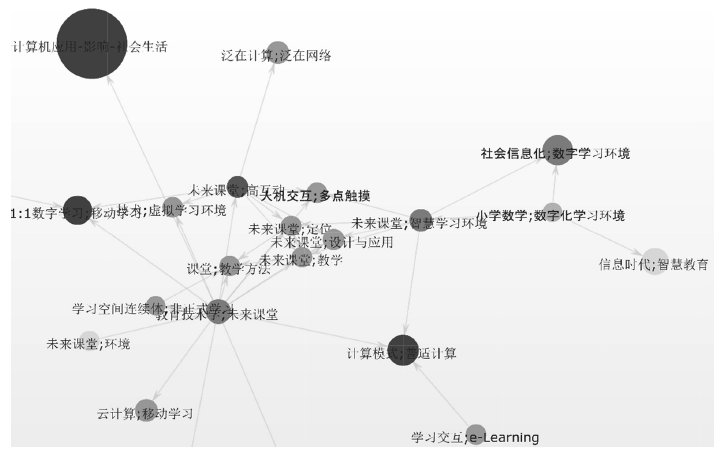 计算机应用-影响-社会生活
泛在计算;泛在网络
社会信息化;数字学习环境
未来课堂;高互动
人机交互;多点触摸
1:1数字学习;移动学习
技术;虚拟学习环境
未来课堂;定位
未来课堂;智慧学习环境
小学数学;数字化学习环境
未来课堂;设计与应用
未来课堂;教学
课堂;教学方法
信息时代;智慧教育
学习空间连续体;非正式学习
教育技术学;未来课堂
未来课堂;环境
计算模式;普适计算
云计算;移动学习
学习交互;e-Learning